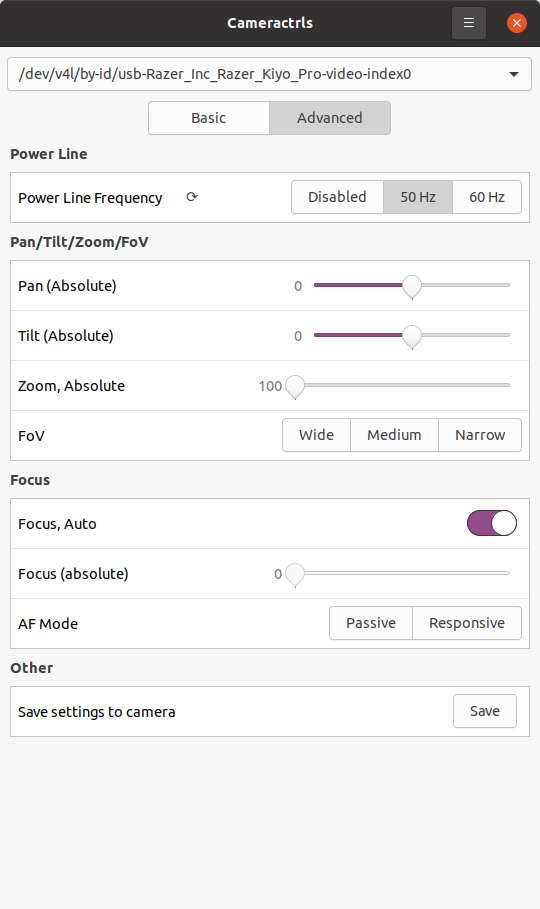 Cameractrls
/dev/v4l/by-id/usb-Razer_Inc_Razer_Kiyo_Pro-video-index0
Basic Advanced
Power Line
Power Line Frequency Disabled 50 Hz 60 Hz
Pan/Tilt/Zoom/FoV
Pan (Absolute) 0
Tilt (Absolute) 0
Zoom, Absolute 100
FoV Wide Medium Narrow
Focus
Focus, Auto
Focus (absolute) 0
AF Mode Passive Responsive
Other
Save settings to camera Save